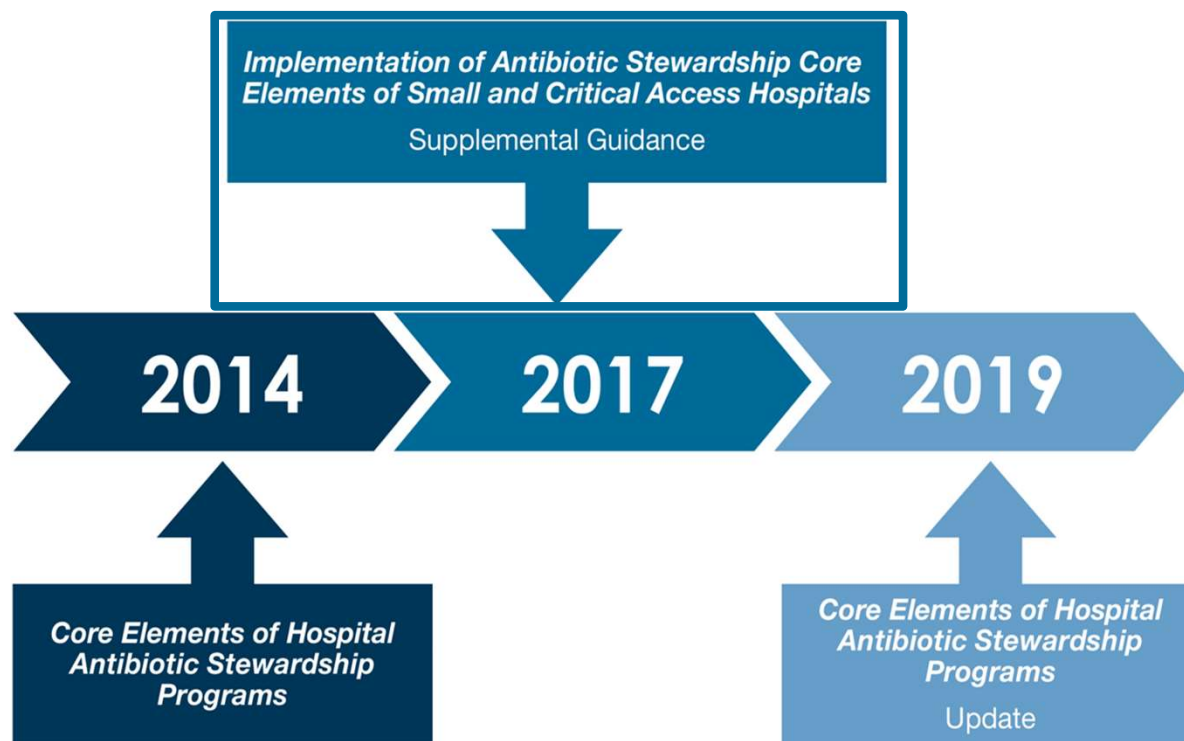 Implementation of Antibiotic Stewardship Core
Elements of Small and Critical Access Hospitals
Supplemental Guidance
2014
2017
2019
Core Elements of Hospital
Antibiotic Stewardship
Programs
Core Elements of Hospital
Antibiotic Stewardship
Programs
Update